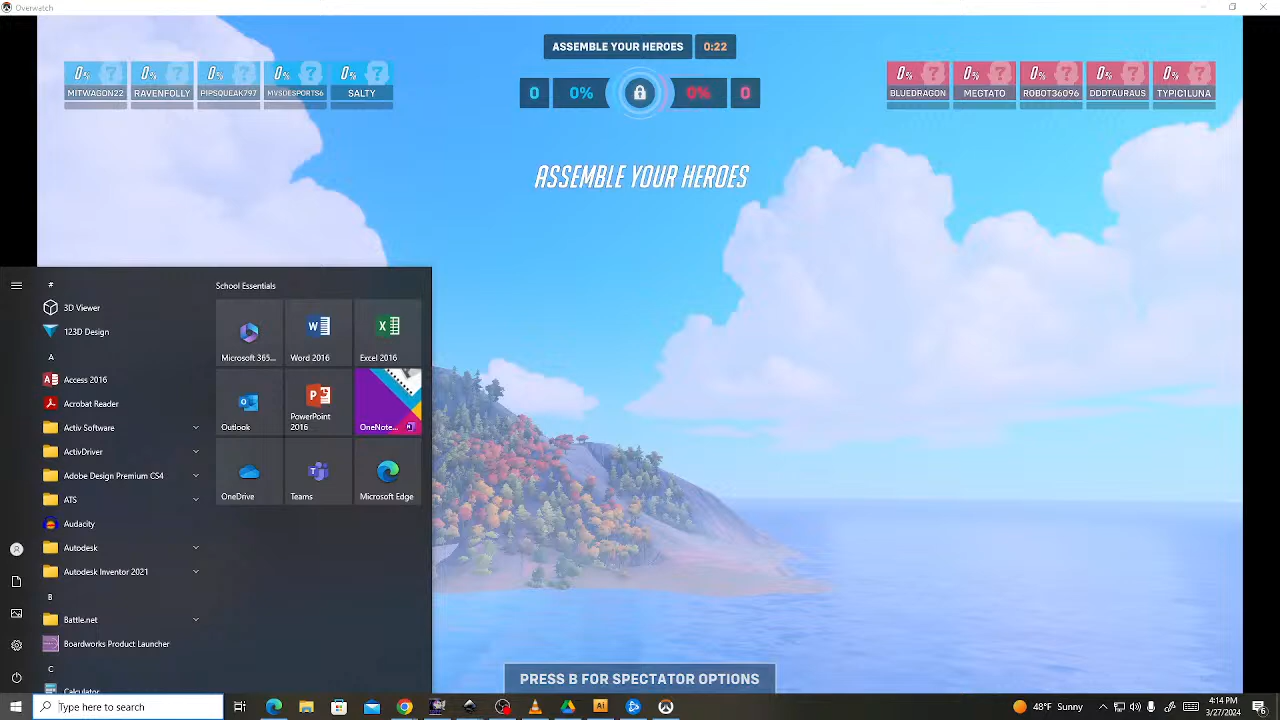 Overwatch
ASSEMBLE YOUR HEROES 0:22
0% ? 0% ? 0% ? 0% ? 0% ?
MITWAGON22 RAVENFOLLY PIPSQUEAK797 MVSDESPORTS6 SALTY
0 0% 0% 0
0% ? 0% ? 0% ? 0% ? 0% ?
BLUEDRAGON MEGTATO ROBOT36096 DDDTAURAUS TYPIC1LUNA
ASSEMBLE YOUR HEROES
#
3D Viewer
123D Design
A
Access 2016
Acrobat Reader
Activ Software
ActivDriver
Adobe Design Premium CS4
ATS
Audacity
Autodesk
Autodesk Inventor 2021
B
Battle.net
Boardworks Product Launcher
C
Calculator
School Essentials
Microsoft 365...
Word 2016
Excel 2016
Outlook
PowerPoint
2016
OneNote...
OneDrive
Teams
Microsoft Edge
PRESS B FOR SPECTATOR OPTIONS
Type here to search
48°F Sunny
4:14 PM
3/27/2024